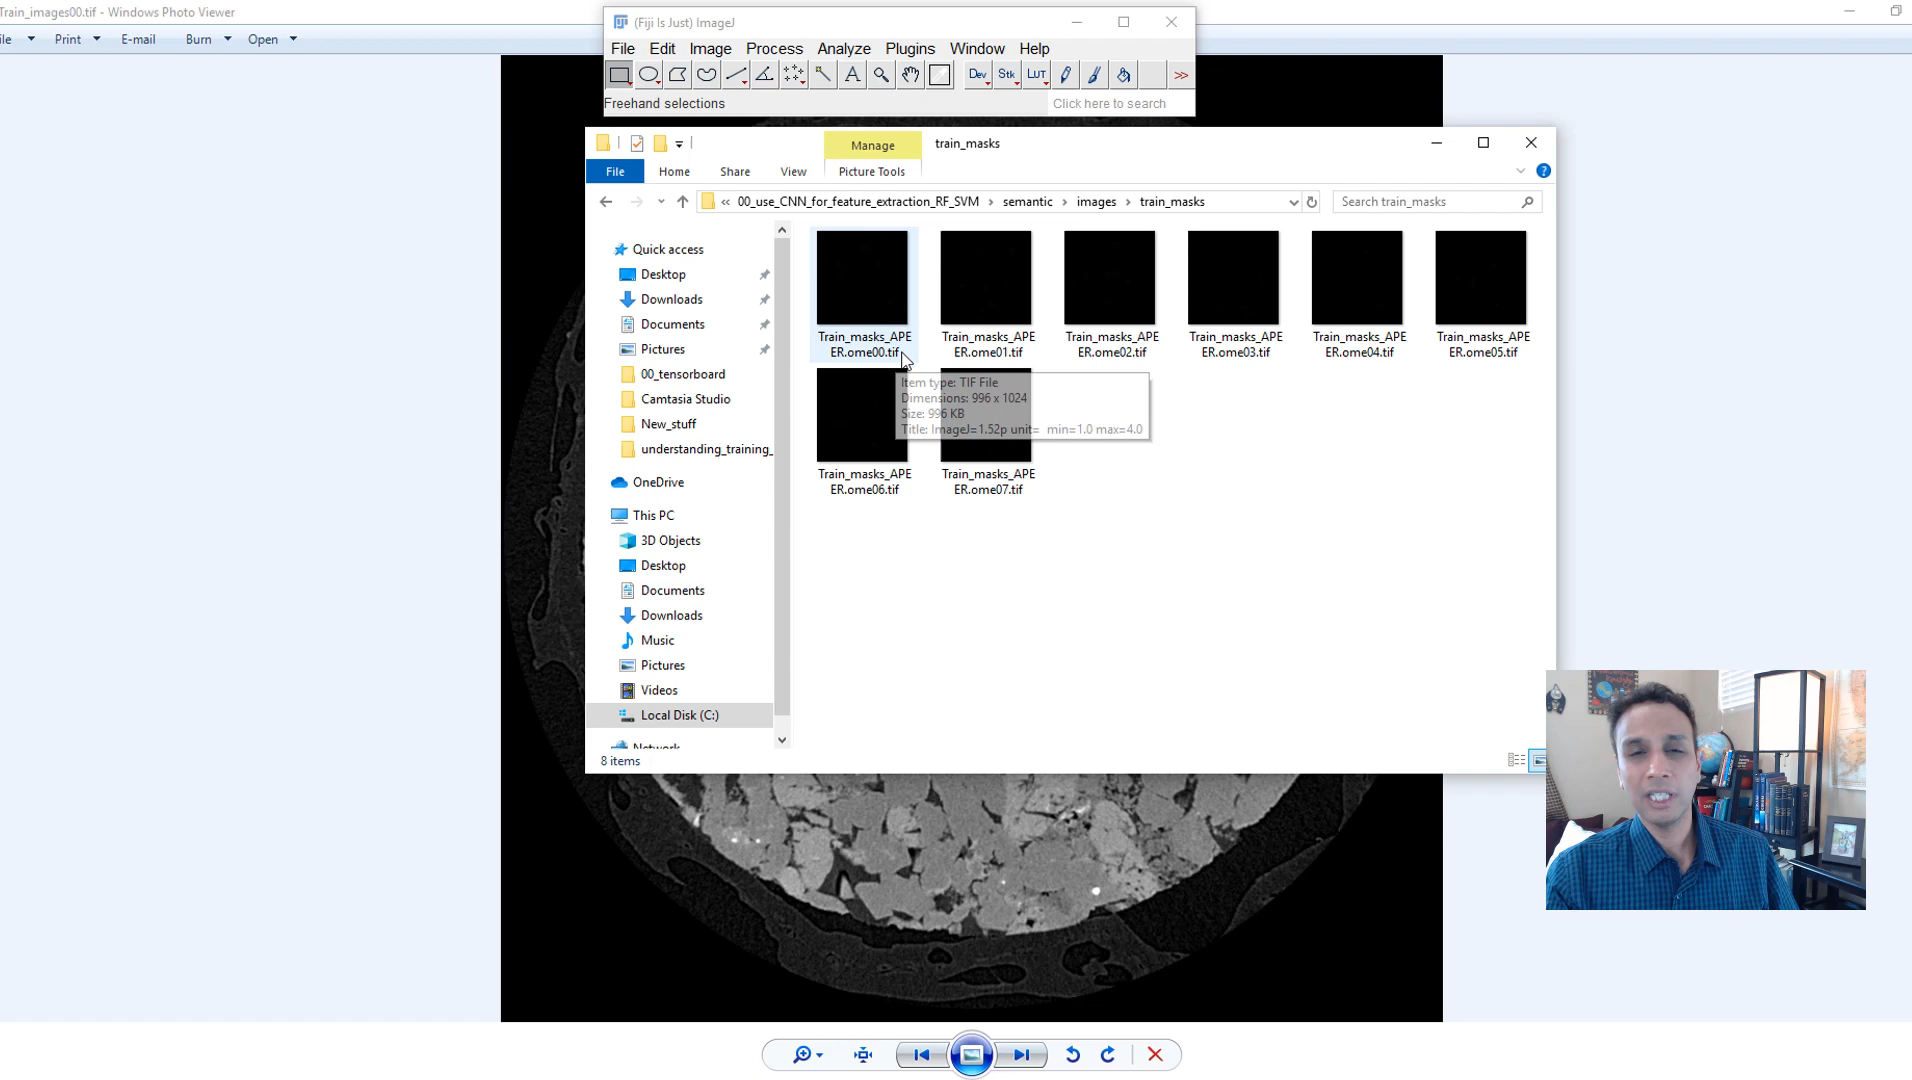 Train_images00.tif - Windows Photo Viewer
Print
E-mail
Burn
Open
(Fiji Is Just) ImageJ
File Edit Image Process Analyze Plugins Window Help
Dev Stk LUT >>
Freehand selections
Click here to search
Manage
train_masks
File Home Share View Picture Tools
« 00_use_CNN_for_feature_extraction_RF_SVM > semantic > images > train_masks
Search train_masks
Quick access
Desktop
Downloads
Documents
Pictures
00_tensorboard
Camtasia Studio
New_stuff
understanding_training_
OneDrive
This PC
3D Objects
Desktop
Documents
Downloads
Music
Pictures
Videos
Local Disk (C:)
Network
Train_masks_APE
ER.ome00.tif
Train_masks_APE
ER.ome01.tif
Train_masks_APE
ER.ome02.tif
Train_masks_APE
ER.ome03.tif
Train_masks_APE
ER.ome04.tif
Train_masks_APE
ER.ome05.tif
Item type: TIF File
Dimensions: 996 x 1024
Size: 996 KB
Title: ImageJ=1.52p unit= min=1.0 max=4.0
Train_masks_APE
ER.ome06.tif
Train_masks_APE
ER.ome07.tif
8 items